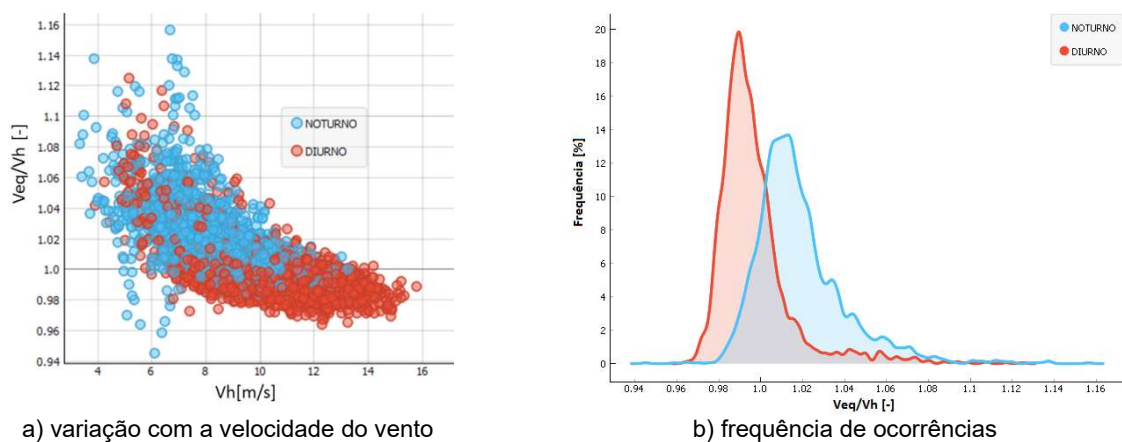 1.16
1.14
1.12
1.10
1.08
1.06
1.04
1.02
1.0
0.98
0.96
0.94
Veq/Vh [-]
NOTURNO
DIURNO
4 6 8 10 12 14 16
Vh[m/s]
a) variação com a velocidade do vento
NOTURNO
DIURNO
20
18
16
14
12
10
8
6
4
2
0
Frequência [%]
0.94 0.96 0.98 1.0 1.02 1.04 1.06 1.08 1.10 1.12 1.14 1.16
Veq/Vh [-]
b) frequência de ocorrências